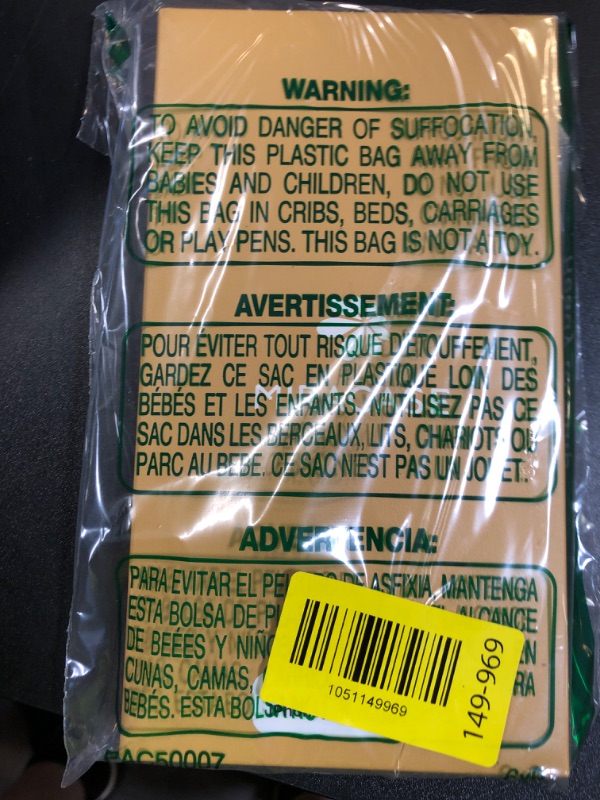 WARNING:
TO AVOID DANGER OF SUFFOCATION,
KEEP THIS PLASTIC BAG AWAY FROM
BABIES AND CHILDREN, DO NOT USE
THIS BAG IN CRIBS, BEDS, CARRIAGES
OR PLAY PENS. THIS BAG IS NOT A TOY.
AVERTISSEMENT:
POUR ÉVITER TOUT RISQUE D'ETOUFFEMENT,
GARDEZ CE SAC EN PLASTIQUE LOIN DES
BÉBÉS ET LES ENFANTS. N'UTILISEZ PAS CE
SAC DANS LES BERCEAUX, LITS, CHARIOTS OU
PARC AU BEBE. CE SAC N'EST PAS UN JOUET.
ADVERTENCIA:
PARA EVITAR EL DE ASFIXIA, MANTENGA
ESTA BOLSA DE ALCANCE
DE BEÉES Y
CUNAS, CAMAS,
BEBÉS. ESTA
1051149969
149-969
EAC50007